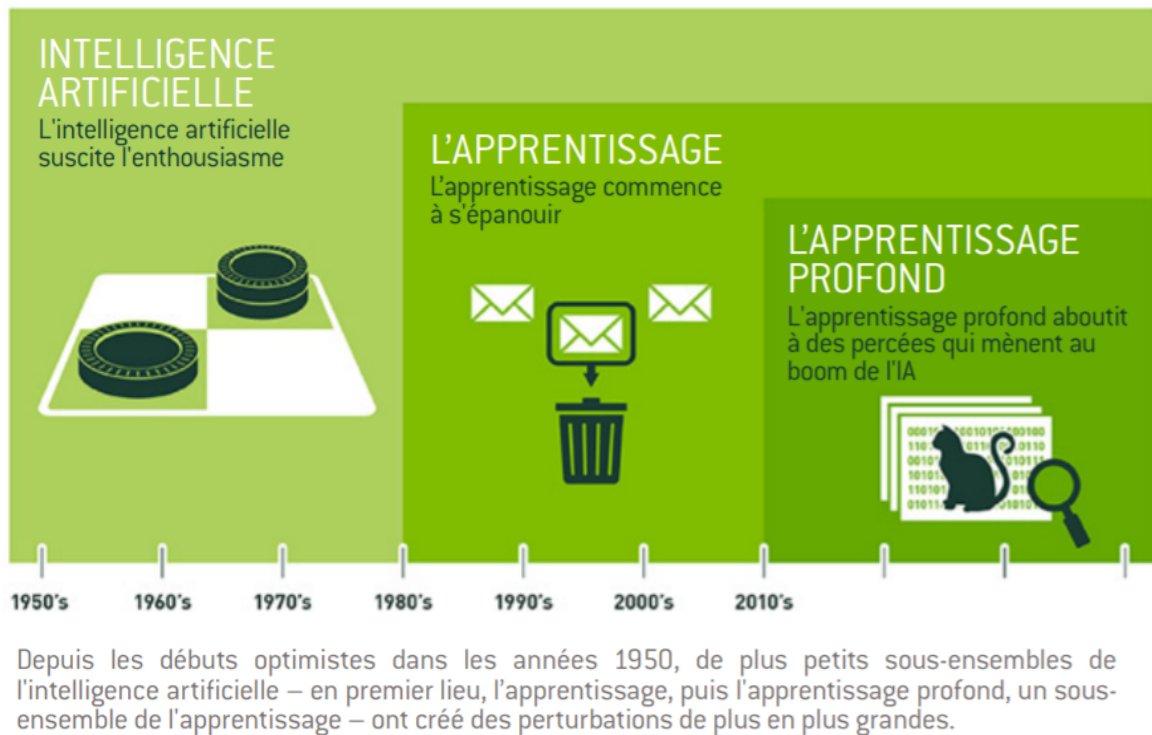 INTELLIGENCE
ARTIFICIELLE
L'intelligence artificielle
suscite l'enthousiasme
L'APPRENTISSAGE
L'apprentissage commence
à s'épanouir
L'APPRENTISSAGE
PROFOND
L'apprentissage profond aboutit
à des percées qui mènent au
boom de l'IA
1950's 1960's 1970's 1980's 1990's 2000's 2010's
Depuis les débuts optimistes dans les années 1950, de plus petits sous-ensembles de
l'intelligence artificielle – en premier lieu, l'apprentissage, puis l'apprentissage profond, un sous-
ensemble de l'apprentissage – ont créé des perturbations de plus en plus grandes.